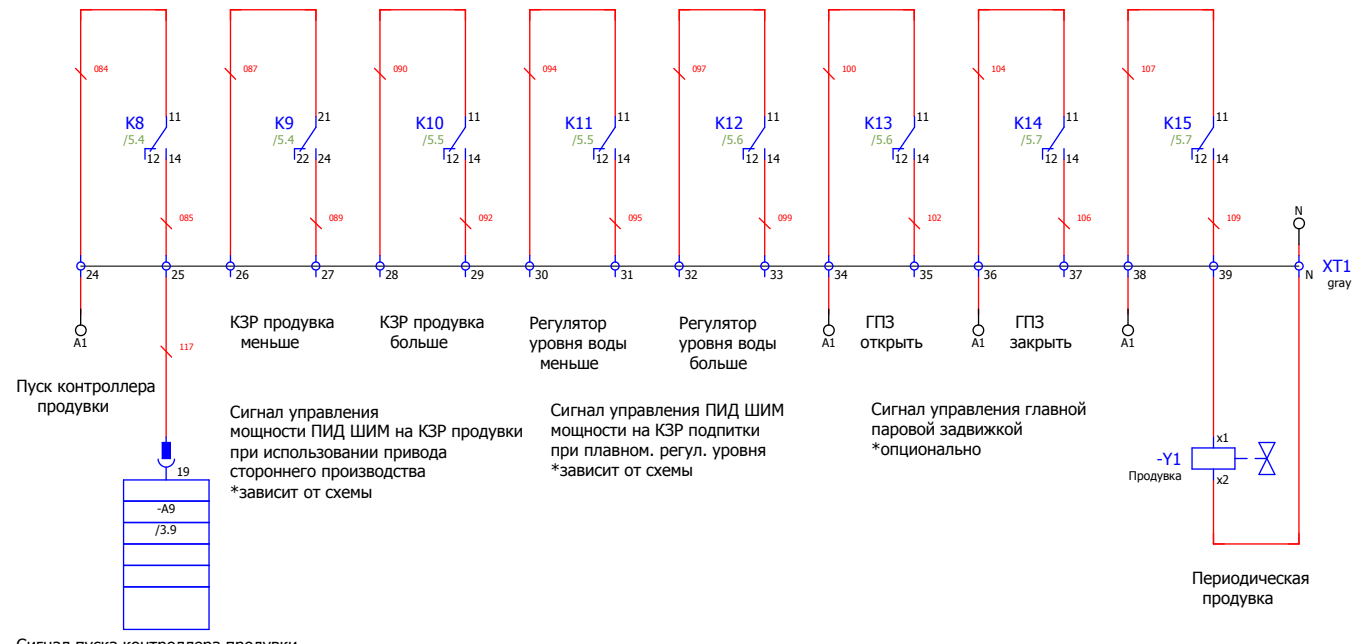 084
087
090
094
097
100
104
107
K8
/5.4
11
12
14
K9
/5.4
21
22
24
K10
/5.5
11
12
14
K11
/5.5
11
12
14
K12
/5.6
11
12
14
K13
/5.6
11
12
14
K14
/5.7
11
12
14
K15
/5.7
11
12
14
085
089
092
095
099
102
106
109
N
24
25
26
27
28
29
30
31
32
33
34
35
36
37
38
39
N
XT1
gray
A1
117
A1
A1
A1
Пуск контроллера
продувки
КЗР продувка
меньше
КЗР продувка
больше
Регулятор
уровня воды
меньше
Регулятор
уровня воды
больше
ГПЗ
открыть
ГПЗ
закрыть
Сигнал управления
мощности ПИД ШИМ на КЗР продувки
при использовании привода
стороннего производства
*зависит от схемы
Сигнал управления ПИД ШИМ
мощности на КЗР подпитки
при плавном. регул. уровня
*зависит от схемы
Сигнал управления главной
паровой задвижкой
*опционально
x1
-Y1
Продувка
x2
19
-A9
/3.9
Периодическая
продувка
Сигнал пуска контроллера продувки